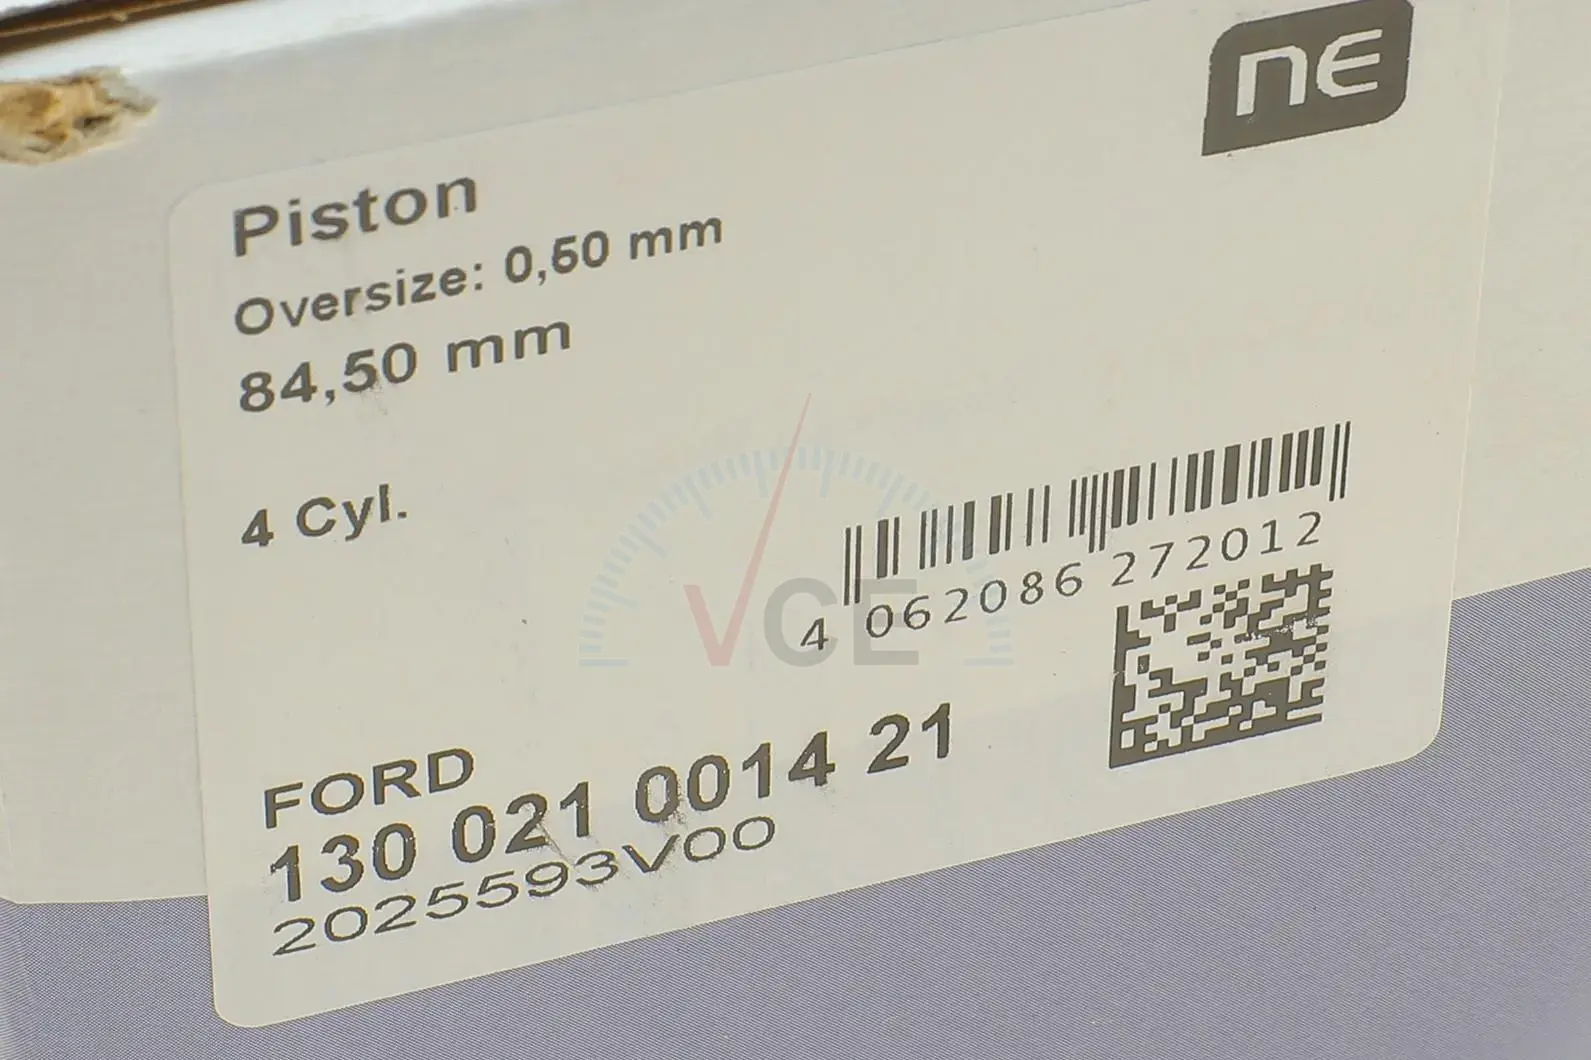 NE
Piston
Oversize: 0,50 mm
84,50 mm
4 Cyl.
4 062086 272012
VCE
FORD
130 021 0014 21
2025593V00